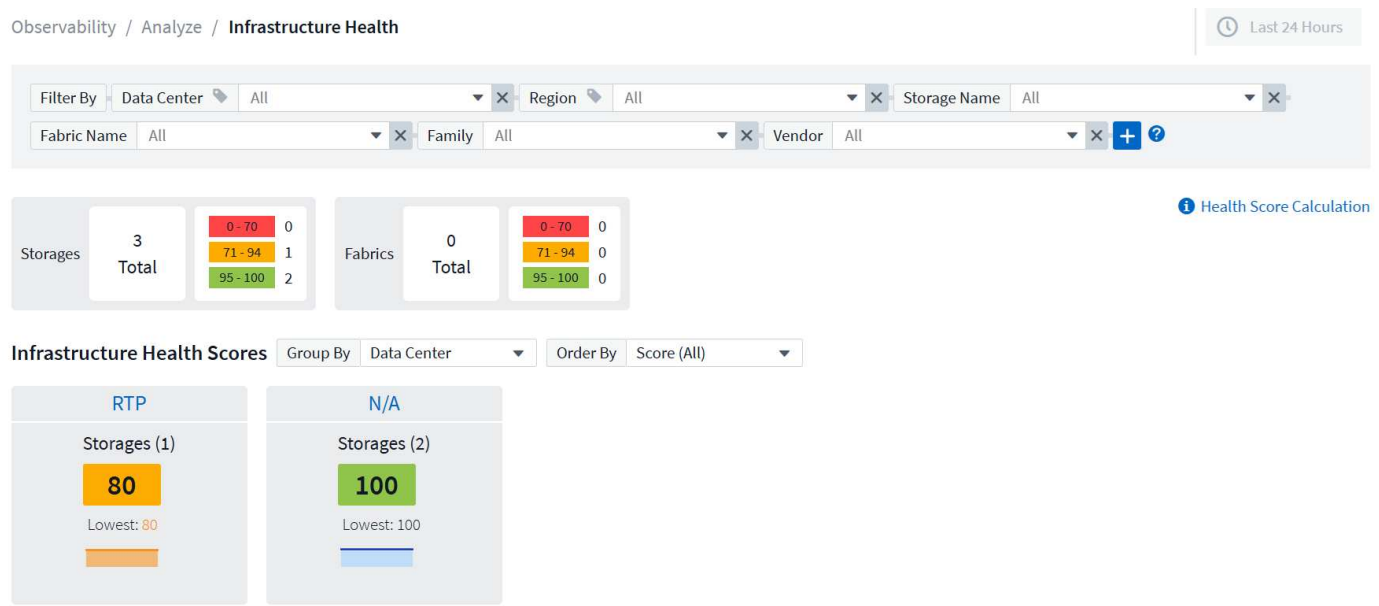 Observability / Analyze / Infrastructure Health
Last 24 Hours
Filter By Data Center All Region All Storage Name All
Fabric Name All Family All Vendor All + ?
Health Score Calculation
Storages
3
Total
0 - 70 0
71 - 94 1
95 - 100 2
Fabrics
0
Total
0 - 70 0
71 - 94 0
95 - 100 0
Infrastructure Health Scores Group By Data Center Order By Score (All)
RTP
Storages (1)
80
Lowest: 80
N/A
Storages (2)
100
Lowest: 100